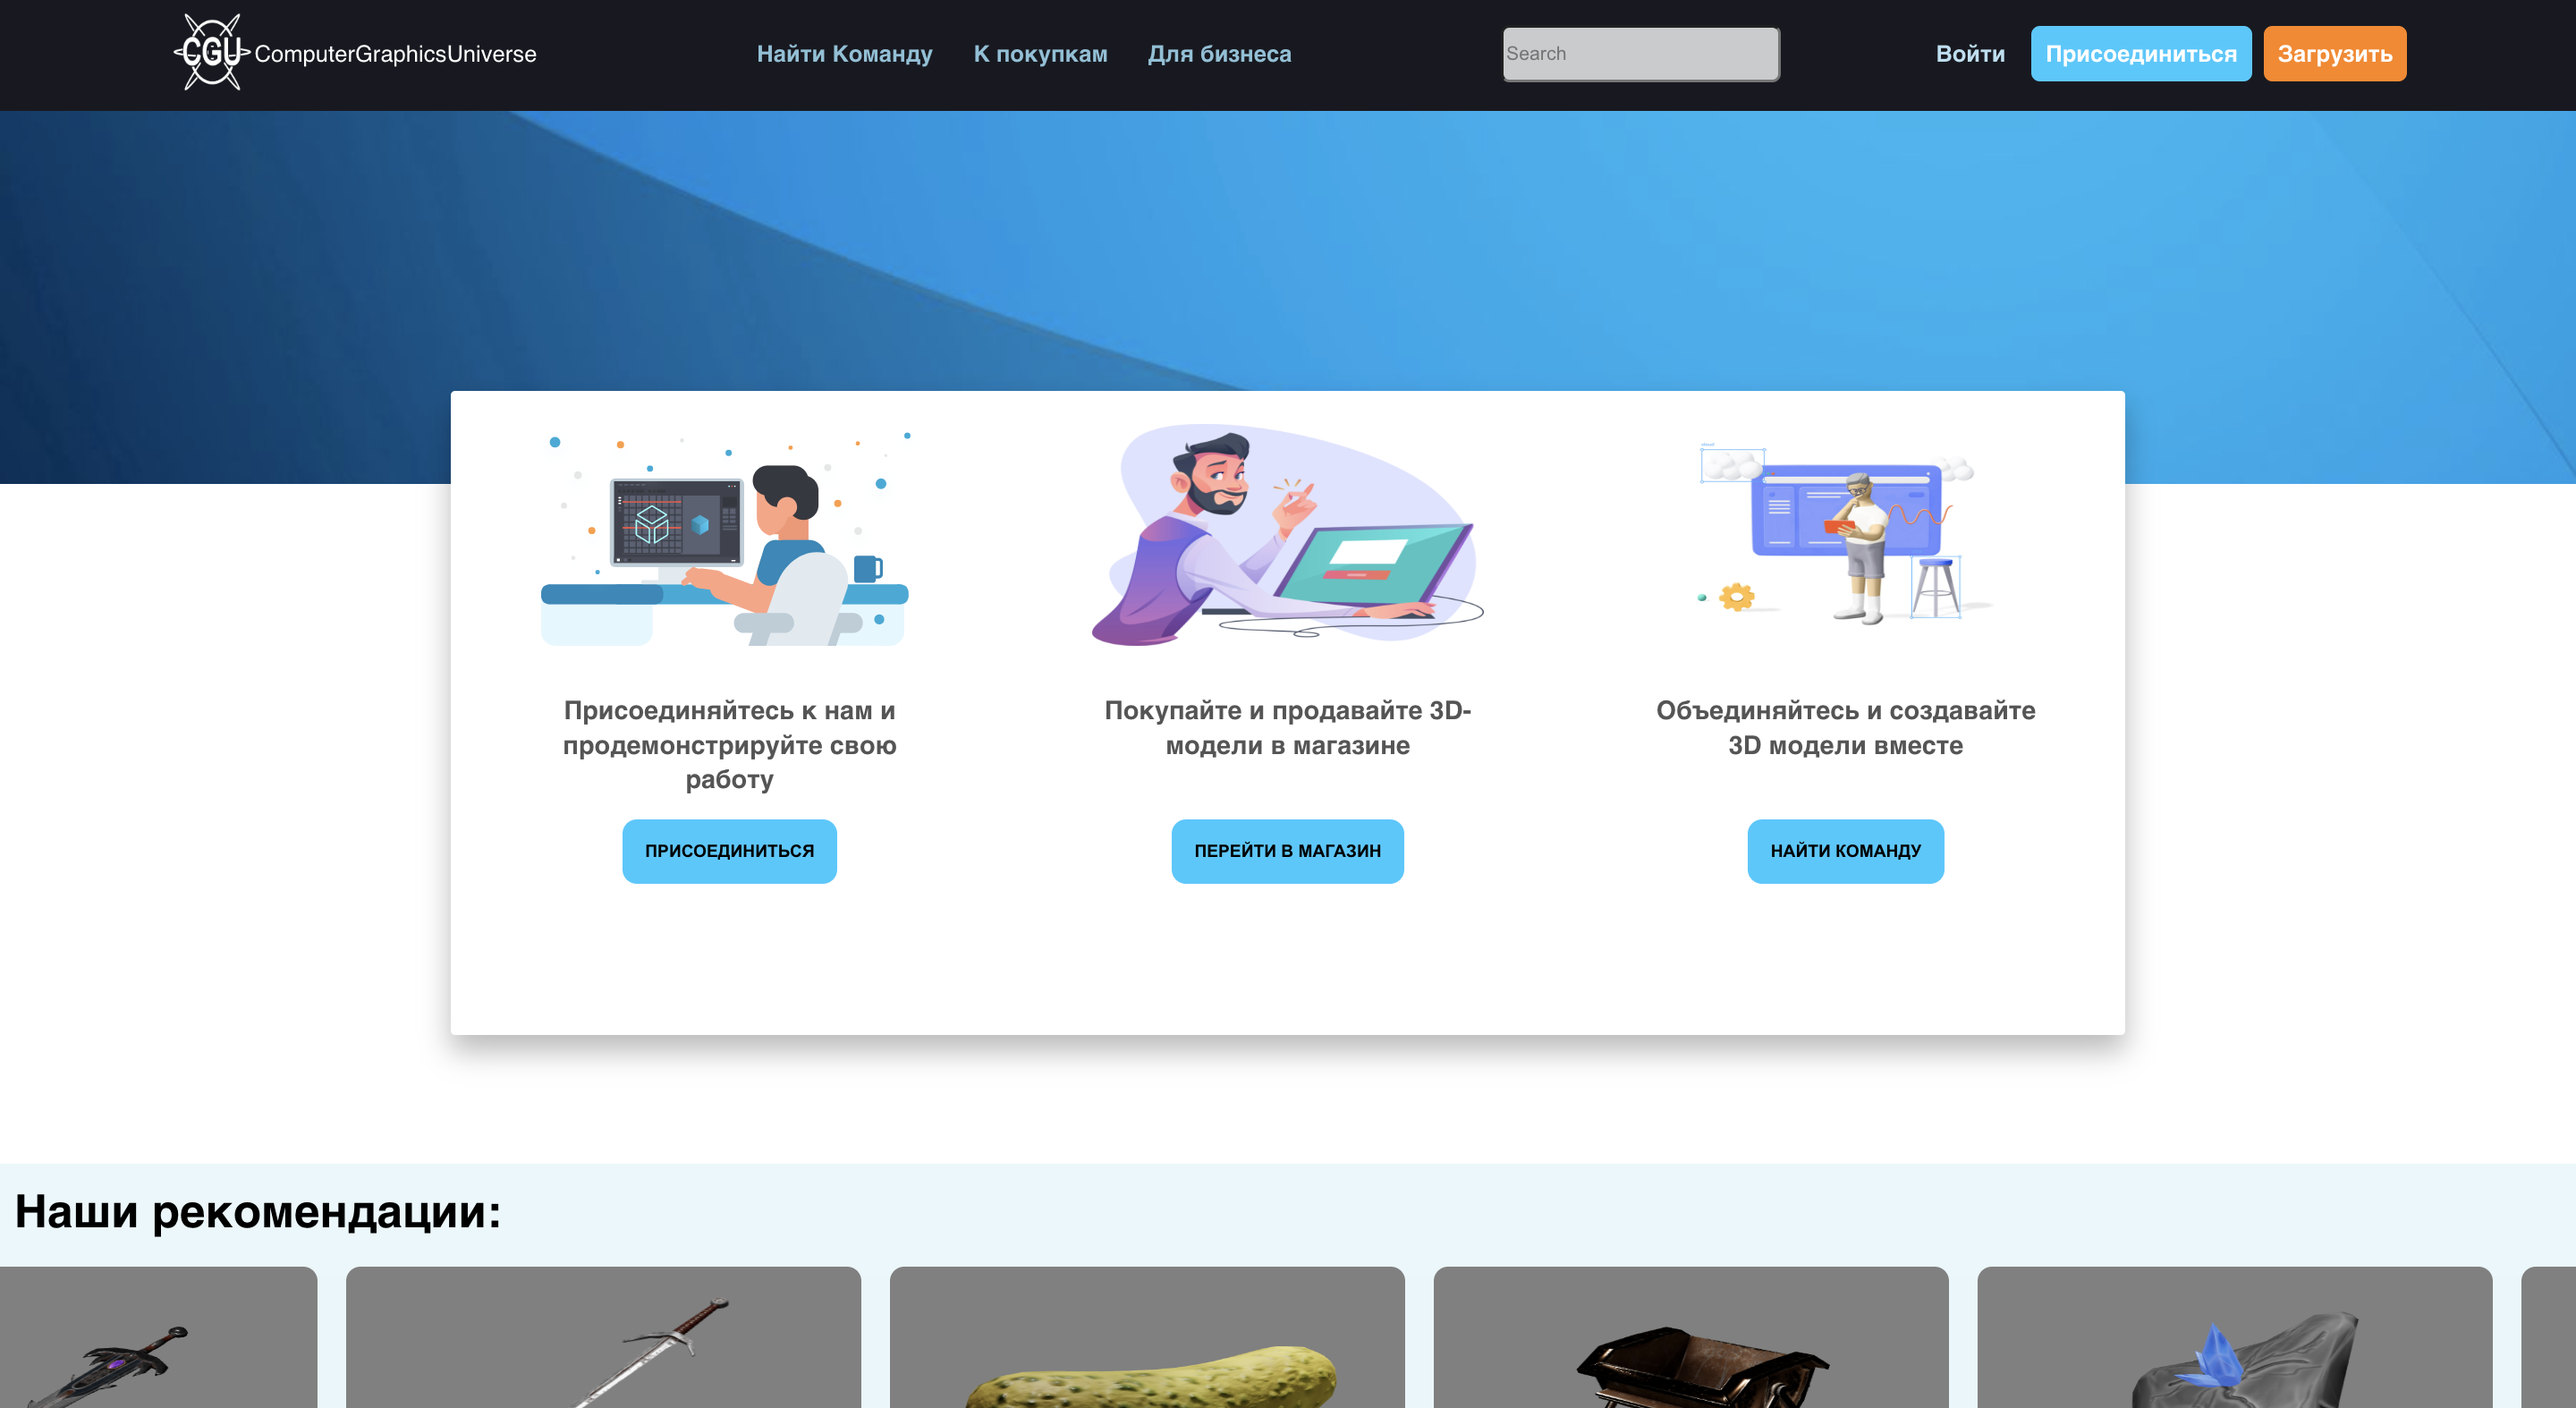 CGU ComputerGraphicsUniverse
Найти Команду К покупкам Для бизнеса
Search
Войти Присоединиться Загрузить
Присоединяйтесь к нам и
продемонстрируйте свою
работу
ПРИСОЕДИНИТЬСЯ
Покупайте и продавайте 3D-
модели в магазине
ПЕРЕЙТИ В МАГАЗИН
Объединяйтесь и создавайте
3D модели вместе
НАЙТИ КОМАНДУ
Наши рекомендации: